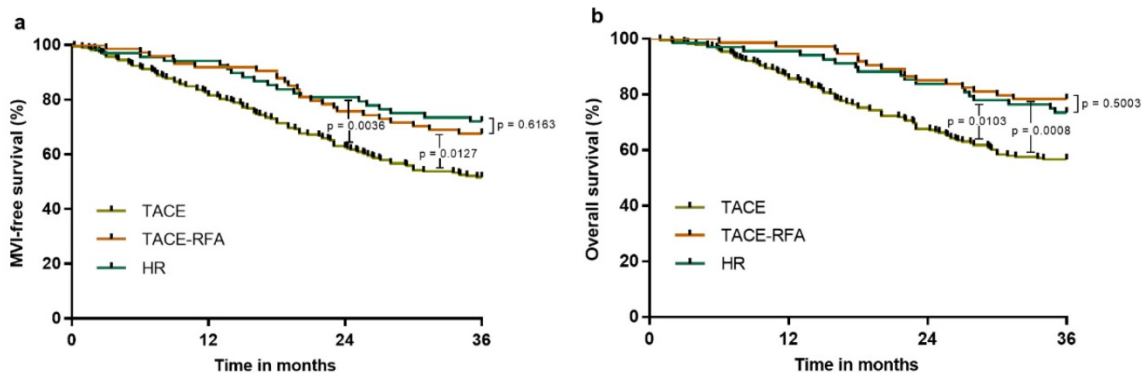 a
MVI-free survival (%)
100
80
60
40
20
0
p = 0.0036
p = 0.0127
p = 0.6163
TACE
TACE-RFA
HR
0
12
24
36
Time in months
b
Overall survival (%)
100
80
60
40
20
0
p = 0.0103
p = 0.0008
p = 0.5003
TACE
TACE-RFA
HR
0
12
24
36
Time in months